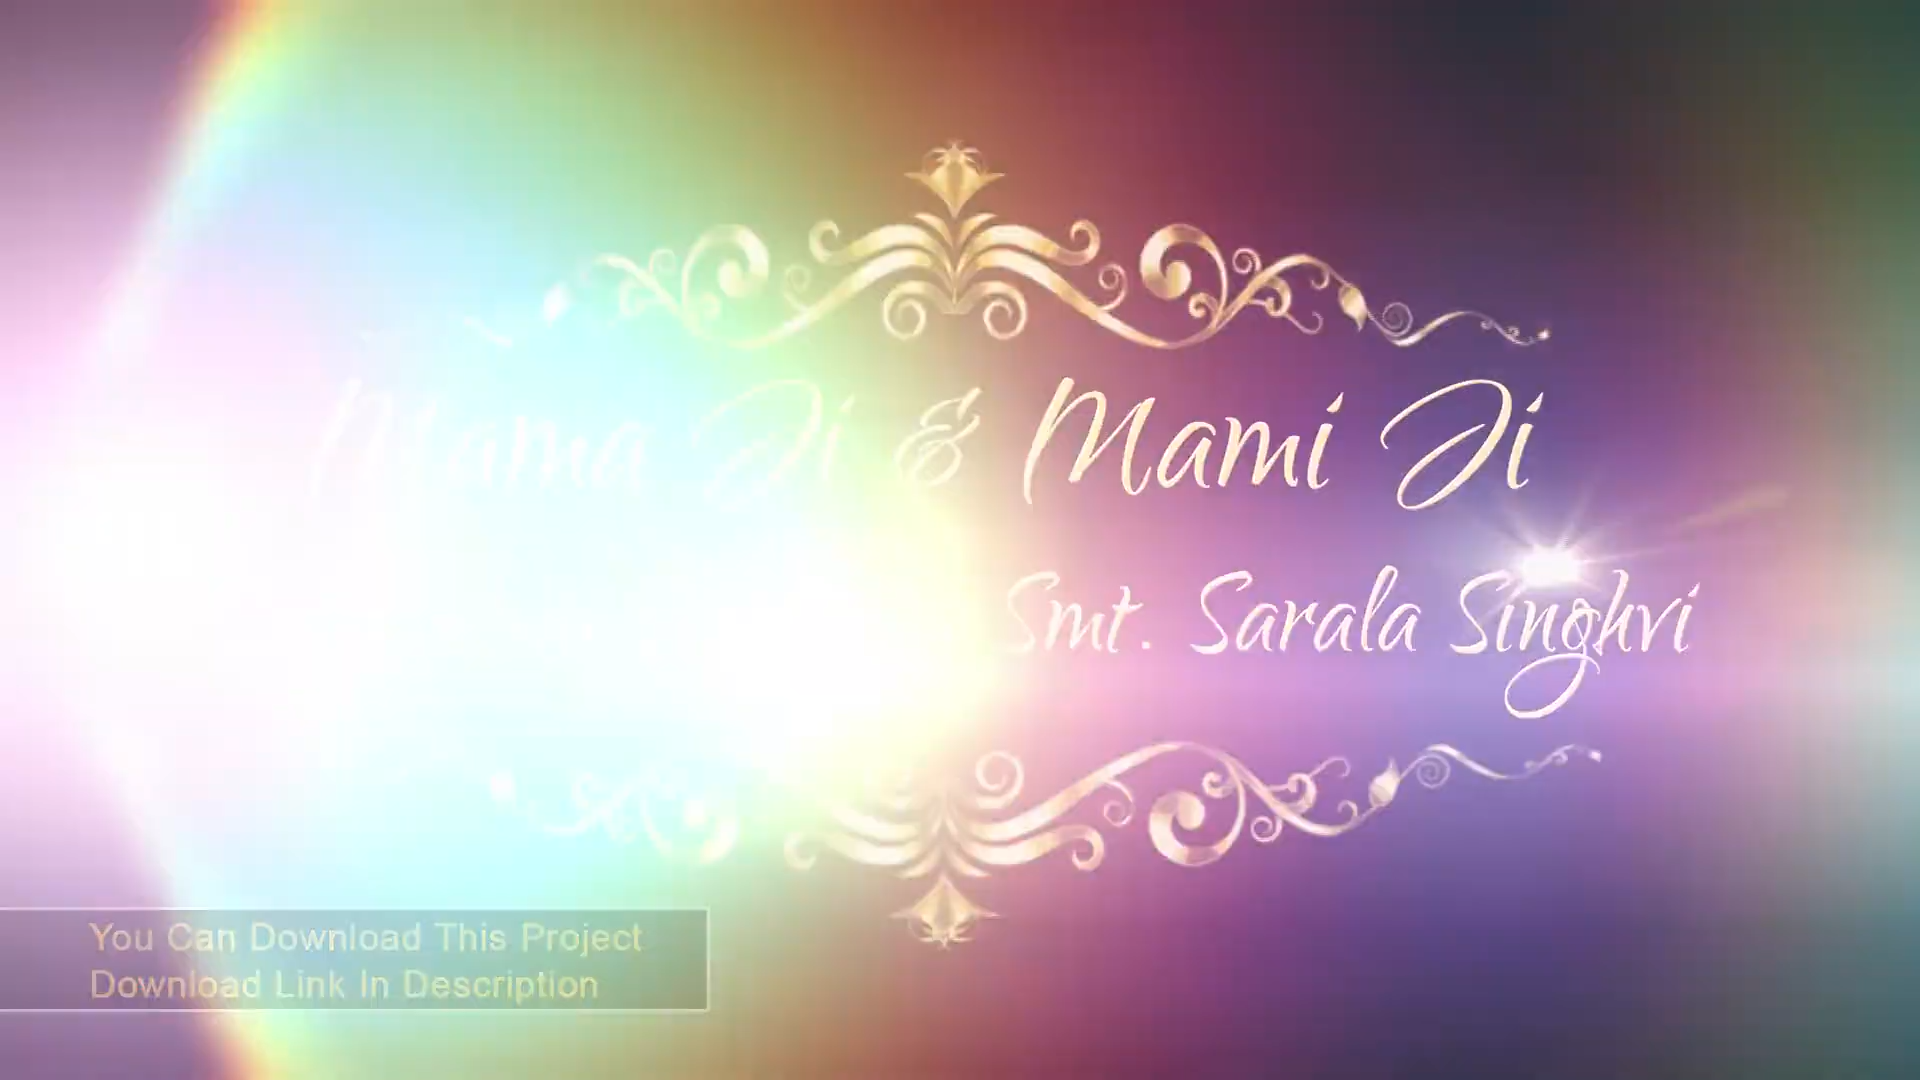 Mama Ji & Mami Ji
Smt. Sarala Singhvi
You Can Download This Project
Download Link In Description